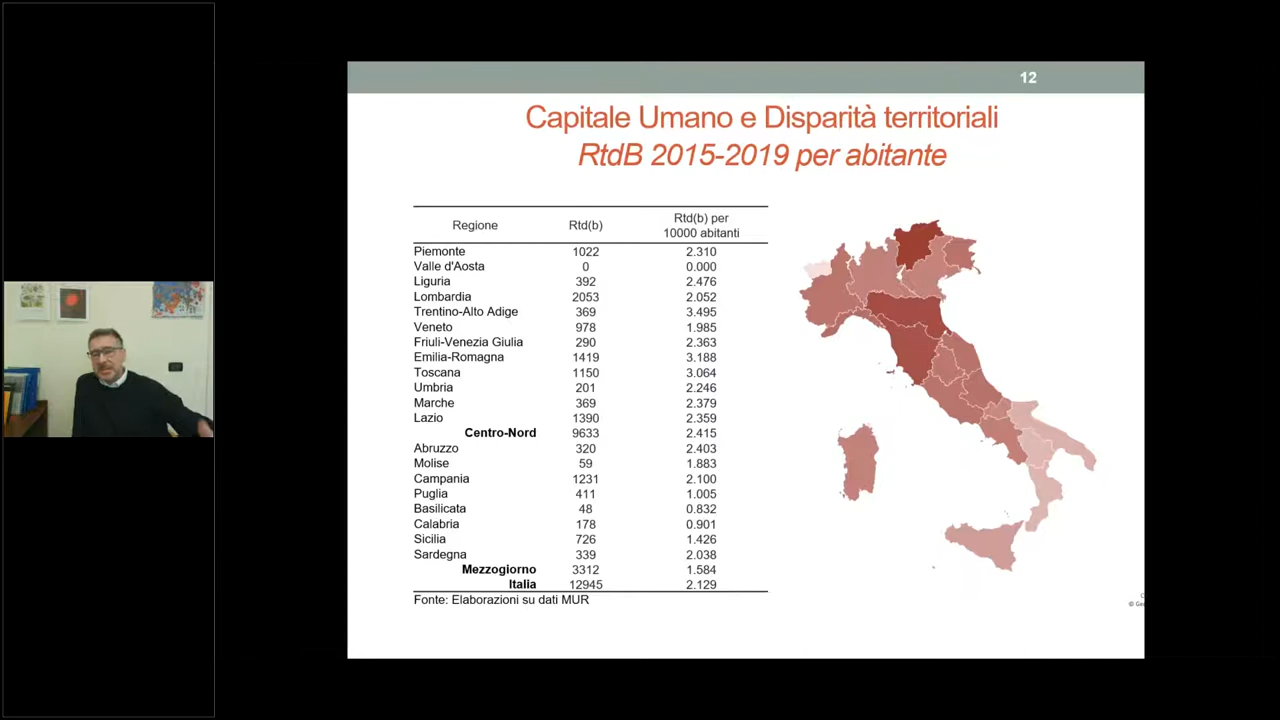 12
Capitale Umano e Disparità territoriali
RtdB 2015-2019 per abitante
Regione Rtd(b) Rtd(b) per 10000 abitanti
Piemonte 1022 2.310
Valle d'Aosta 0 0.000
Liguria 392 2.476
Lombardia 2053 2.052
Trentino-Alto Adige 369 3.495
Veneto 978 1.985
Friuli-Venezia Giulia 290 2.363
Emilia-Romagna 1419 3.188
Toscana 1150 3.064
Umbria 201 2.246
Marche 369 2.379
Lazio 1390 2.359
Centro-Nord 9633 2.415
Abruzzo 320 2.403
Molise 59 1.883
Campania 1231 2.100
Puglia 411 1.005
Basilicata 48 0.832
Calabria 178 0.901
Sicilia 726 1.426
Sardegna 339 2.038
Mezzogiorno 3312 1.584
Italia 12945 2.129
Fonte: Elaborazioni su dati MUR